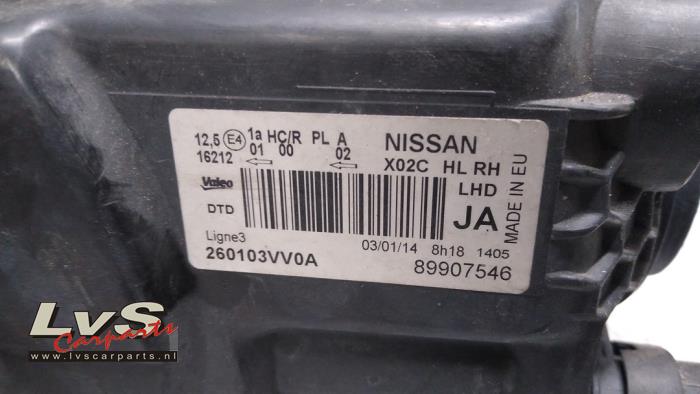 12,5 E4 1a HC/R PL A NISSAN
16212 01 00 02 X02C HL RH
Valeo LHD
DTD JA
MADE IN EU
Ligne3 03/01/14 8h18 1405
260103VV0A 89907546
LvS
Carparts
www.lvscarparts.nl